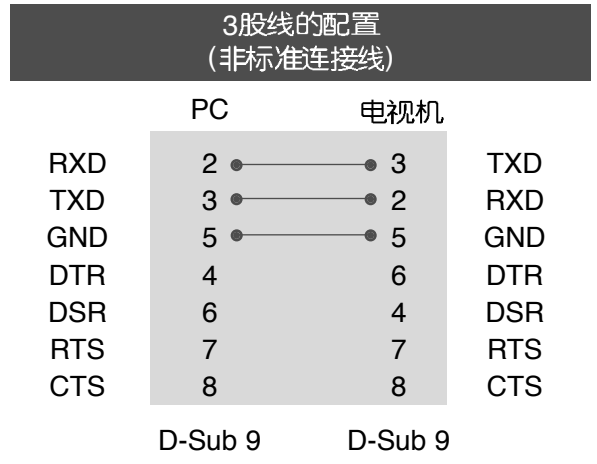 3股线的配置
(非标准连接线)
PC 电视机
RXD 2 3 TXD
TXD 3 2 RXD
GND 5 5 GND
DTR 4 6 DTR
DSR 6 4 DSR
RTS 7 7 RTS
CTS 8 8 CTS
D-Sub 9 D-Sub 9